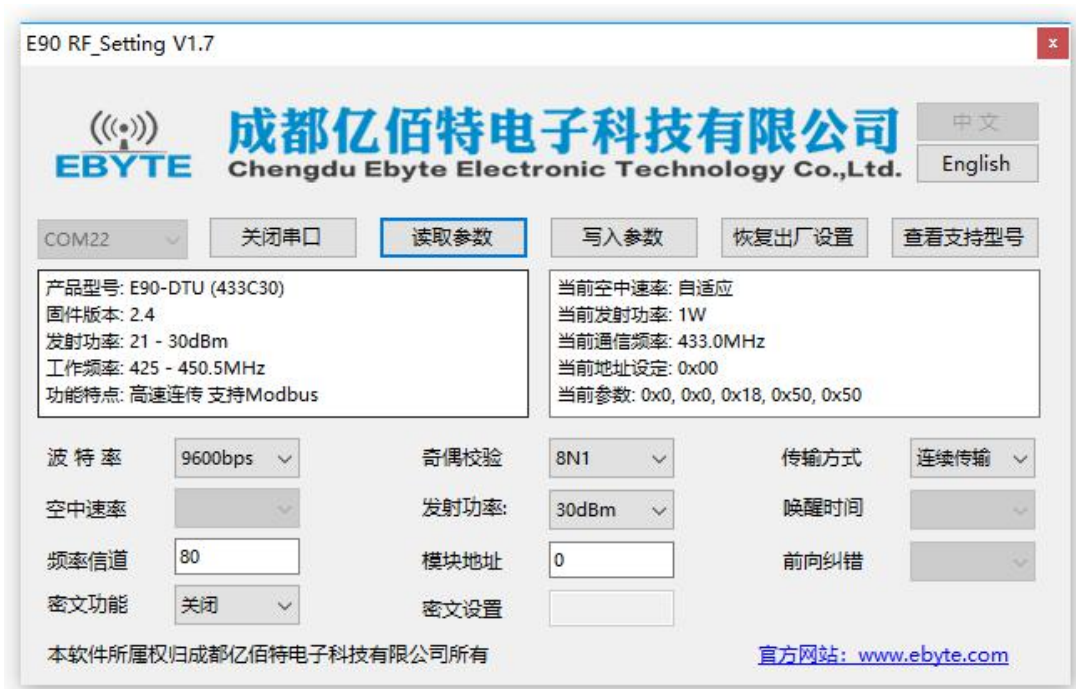 E90 RF_Setting V1.7
x
EBYTE
成都亿佰特电子科技有限公司
Chengdu Ebyte Electronic Technology Co.,Ltd.
中 文
English
COM22
关闭串口
读取参数
写入参数
恢复出厂设置
查看支持型号
产品型号: E90-DTU (433C30)
固件版本: 2.4
发射功率: 21 - 30dBm
工作频率: 425 - 450.5MHz
功能特点: 高速连传 支持Modbus
当前空中速率: 自适应
当前发射功率: 1W
当前通信频率: 433.0MHz
当前地址设定: 0x00
当前参数: 0x0, 0x0, 0x18, 0x50, 0x50
波 特 率 9600bps 奇偶校验 8N1 传输方式 连续传输
空中速率 发射功率: 30dBm 唤醒时间
频率信道 80 模块地址 0 前向纠错
密文功能 关闭 密文设置
本软件所属权归成都亿佰特电子科技有限公司所有 官方网站：www.ebyte.com